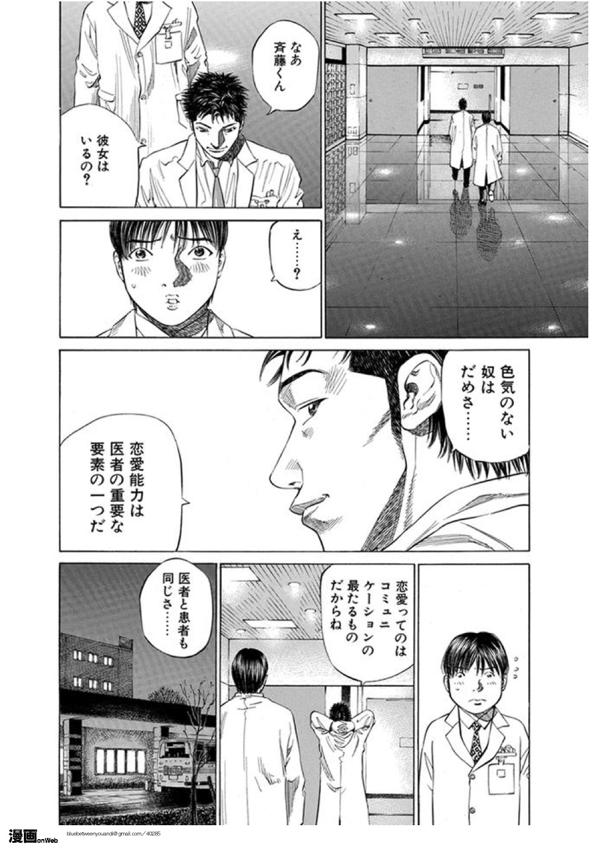 なあ
斉藤くん
彼女は
いるの？
え……？
色気のない
奴は
だめさ……
恋愛能力は
医者の重要な
要素の一つだ
恋愛ってのは
コミュニ
ケーションの
最たるもの
だからね
医者と患者も
同じさ……
漫画 on Web
bluebetweenyouandi@gmail.com／40285